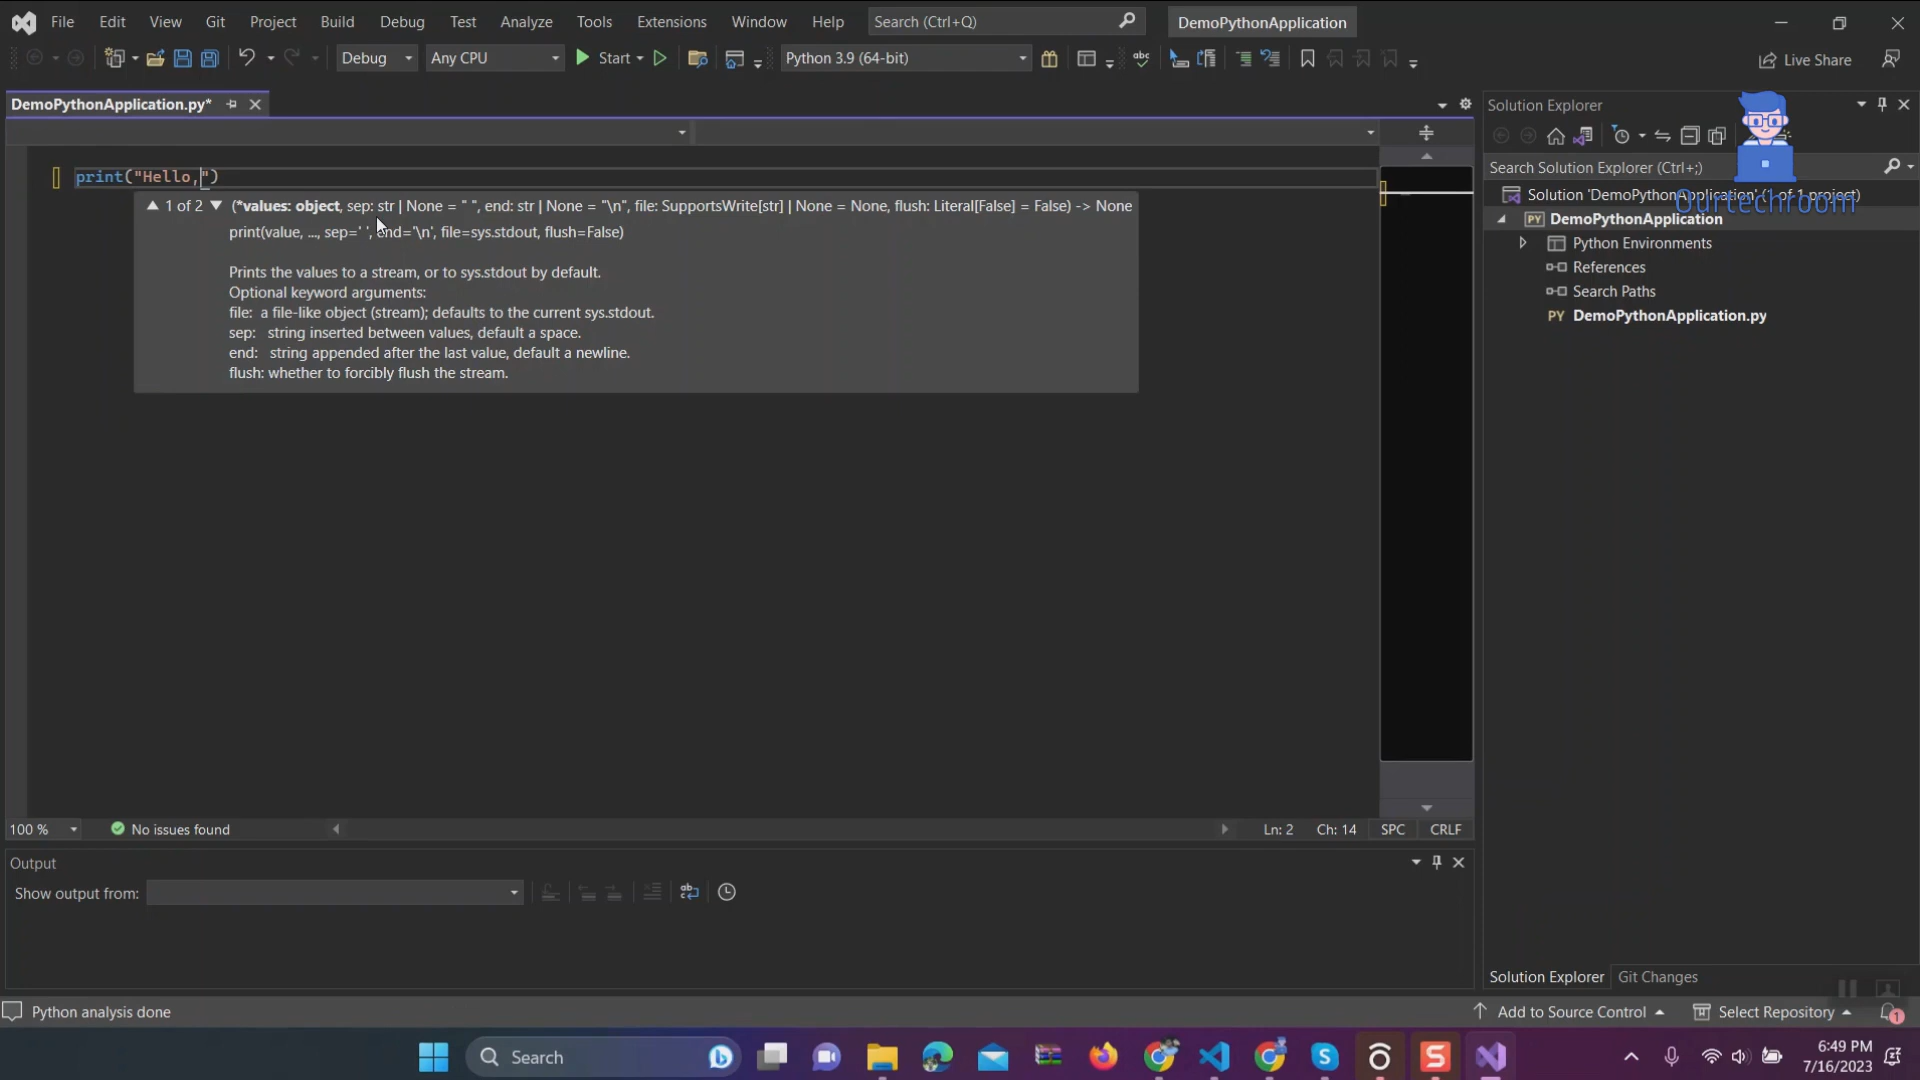 File Edit View Git Project Build Debug Test Analyze Tools Extensions Window Help Search (Ctrl+Q) DemoPythonApplication
Debug Any CPU Start Python 3.9 (64-bit) Live Share
DemoPythonApplication.py*
Solution Explorer
Search Solution Explorer (Ctrl+;)
print("Hello,")
Solution 'DemoPythonApplication' (1 of 1 project)
Ourtechroom
1 of 2 (*values: object, sep: str | None = " ", end: str | None = "\n", file: SupportsWrite[str] | None = None, flush: Literal[False] = False) -> None
DemoPythonApplication
print(value, ..., sep=' ', end='\n', file=sys.stdout, flush=False)
Python Environments
References
Prints the values to a stream, or to sys.stdout by default.
Optional keyword arguments:
Search Paths
file: a file-like object (stream); defaults to the current sys.stdout.
PY DemoPythonApplication.py
sep: string inserted between values, default a space.
end: string appended after the last value, default a newline.
flush: whether to forcibly flush the stream.
100 % No issues found Ln: 2 Ch: 14 SPC CRLF
Output
Show output from:
Solution Explorer Git Changes
Python analysis done Add to Source Control Select Repository 1
Search
6:49 PM
7/16/2023